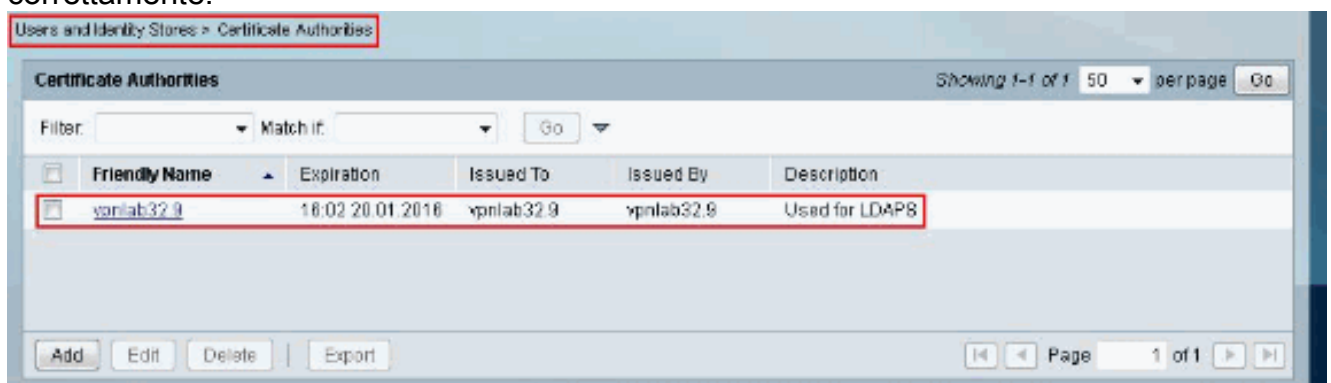 correttamente.
Users and Identity Stores > Certificate Authorities
Certificate Authorities Showing 1-1 of 1 50 per page Go
Filter: Match if: Go
Friendly Name Expiration Issued To Issued By Description
vpnlab32.9 16:02 20.01.2016 vpnlab32.9 vpnlab32.9 Used for LDAPS
Add Edit Delete | Export Page 1 of 1